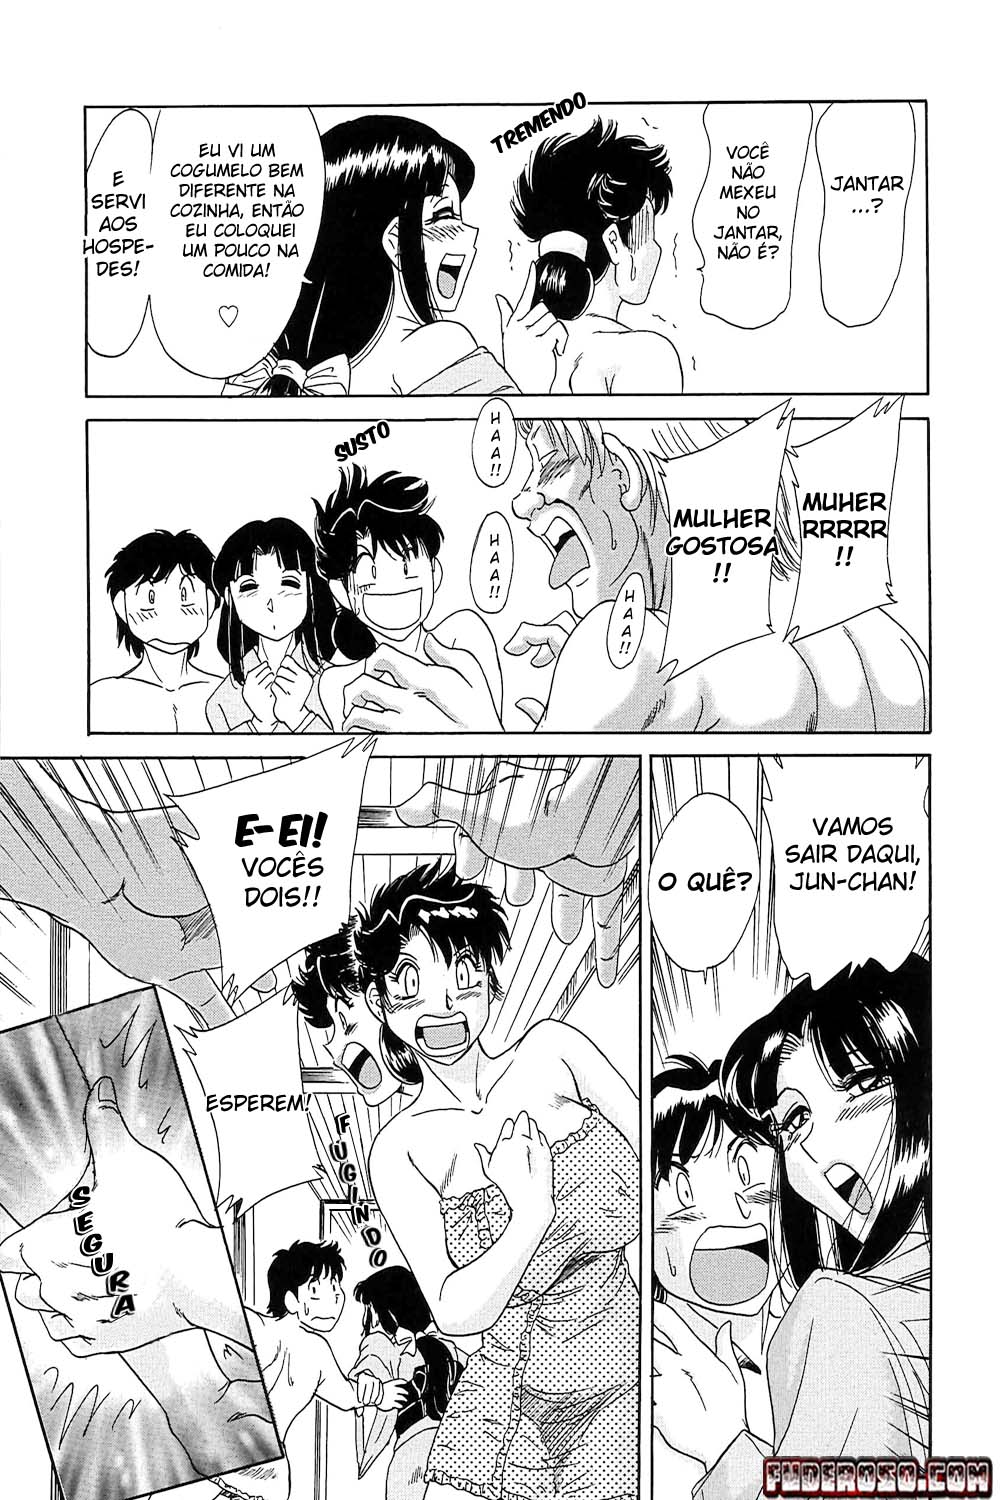 JANTAR
...?
VOCÊ
NÃO
MEXEU
NO
JANTAR,
NÃO É?
TREMENDO
EU VI UM
COGUMELO BEM
DIFERENTE NA
COZINHA, ENTÃO
EU COLOQUEI
UM POUCO NA
COMIDA!
♡
E
SERVI
AOS
HOSPE-
DES!
MUHER
RRRRR
!!
MULHER
GOSTOSA
!!
HAA!!
HAA!!
HAA!!
SUSTO
VAMOS
SAIR DAQUI,
JUN-CHAN!
O QUÊ?
E-EI!
VOCÊS
DOIS!!
ESPEREM!
FUGINDO
SEGURA
FUDEROSO.COM